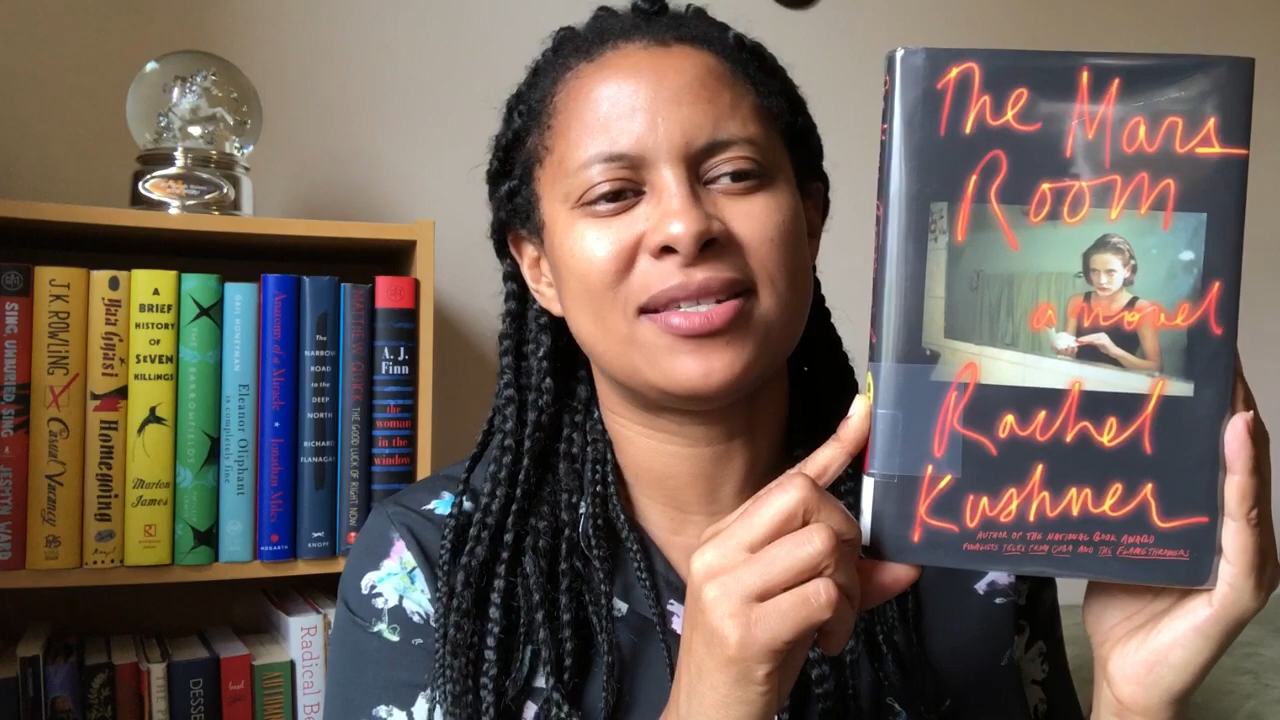 SING, UNBURIED, SING
JESMYN WARD
J.K. ROWLING
The Casual Vacancy
Yaa Gyasi
Homegoing
A
BRIEF
HISTORY
OF
SEVEN
KILLINGS
Marlon
James
THE BARROWFIELDS
GAIL HONEYMAN
Eleanor Oliphant
is completely fine
Anatomy of a Miracle * Jonathan Miles
HOGARTH
The
NARROW
ROAD
to the
DEEP
NORTH
RICHARD
FLANAGAN
KNOPF
MATTHEW QUICK
THE GOOD LUCK OF RIGHT NOW
A. J.
Finn
the
woman
in the
window
Radical Be
DESSE
The Mars
Room
a novel
Rachel
Kushner
AUTHOR OF THE NATIONAL BOOK AWARD
FINALISTS TELEX FROM CUBA AND THE FLAMETHROWERS